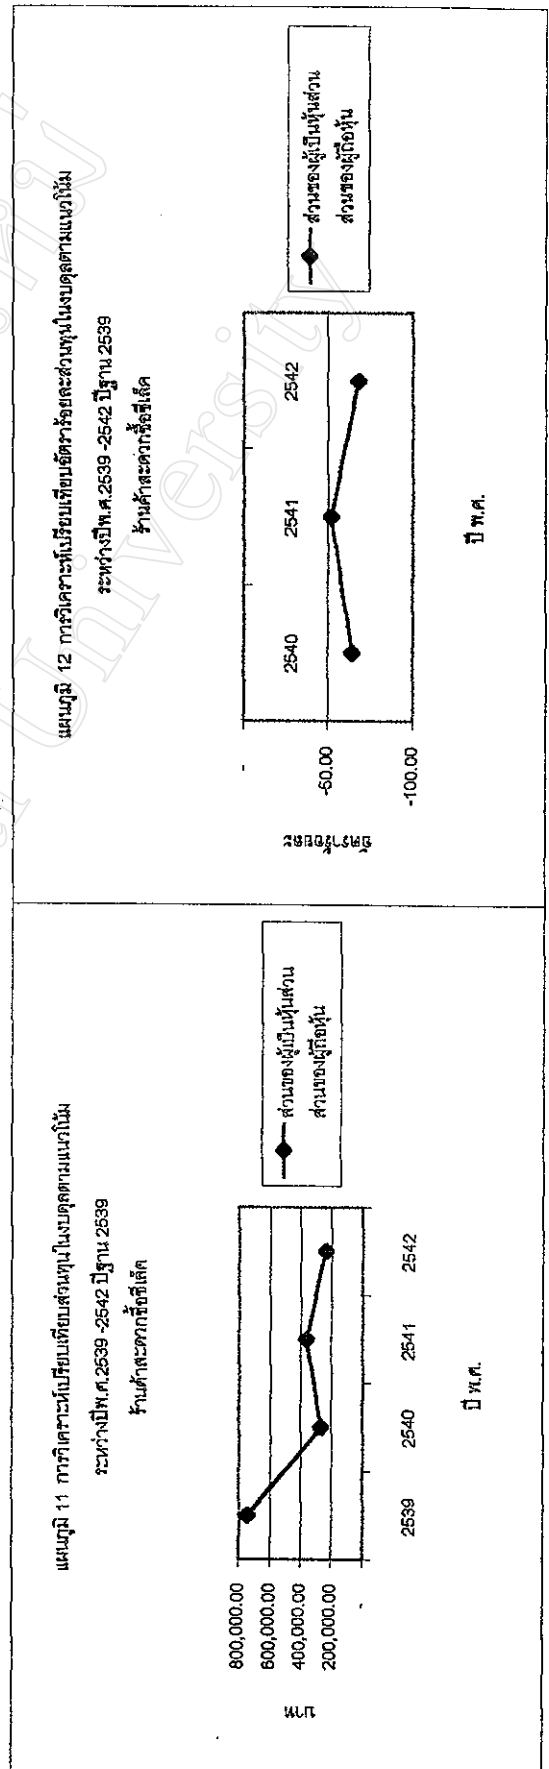 แผนภูมิ 11 การวิเคราะห์เปรียบเทียบส่วนทุนในงบดุลตามแนวโน้ม
ระหว่างปีพ.ศ.2539 -2542 ปีฐาน 2539
ร้านค้าสะดวกซื้อซีเล็ค
บาท
800,000.00
600,000.00
400,000.00
200,000.00
-
2539
2540
2541
2542
ปี พ.ศ.
ส่วนของผู้เป็นหุ้นส่วน
ส่วนของผู้ถือหุ้น
แผนภูมิ 12 การวิเคราะห์เปรียบเทียบอัตราร้อยละส่วนทุนในงบดุลตามแนวโน้ม
ระหว่างปีพ.ศ.2539 -2542 ปีฐาน 2539
ร้านค้าสะดวกซื้อซีเล็ค
อัตราร้อยละ
-
-50.00
-100.00
2540
2541
2542
ปี พ.ศ.
ส่วนของผู้เป็นหุ้นส่วน
ส่วนของผู้ถือหุ้น
University